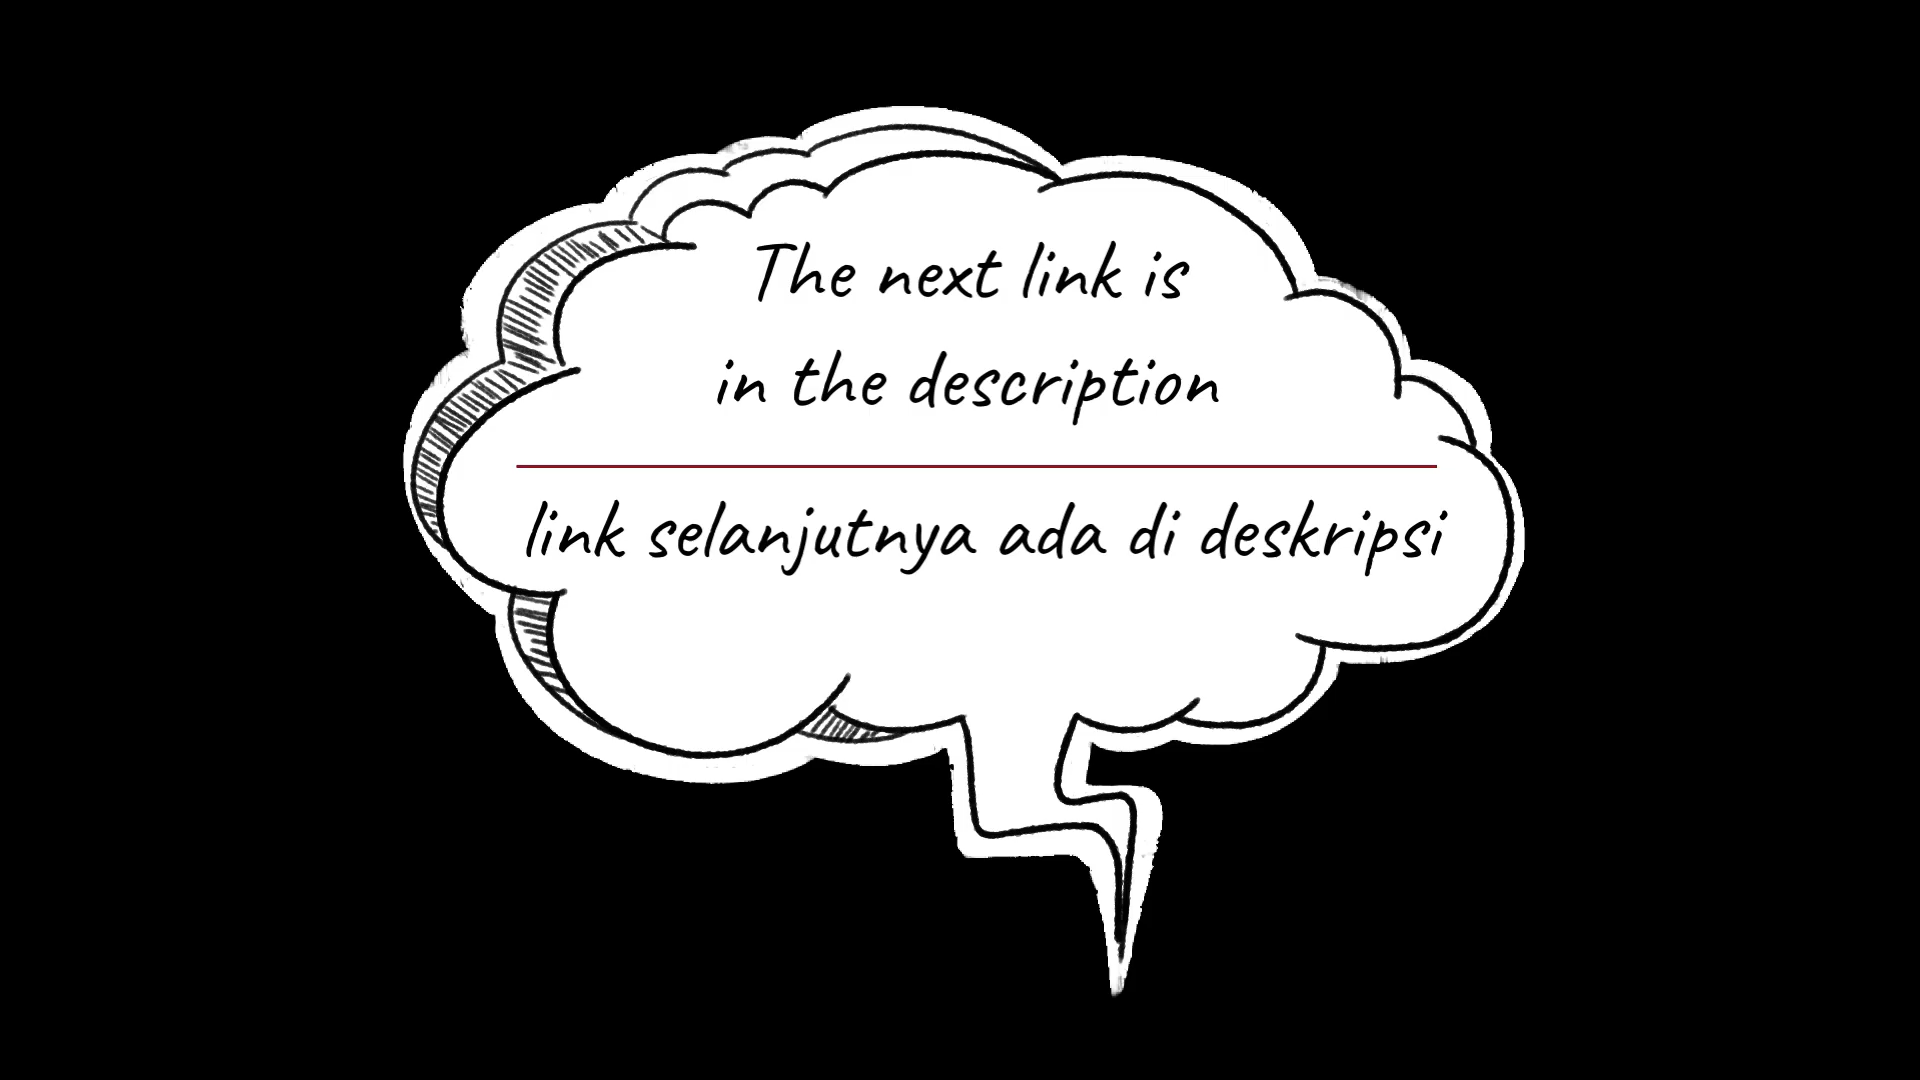 The next link is
in the description
link selanjutnya ada di deskripsi